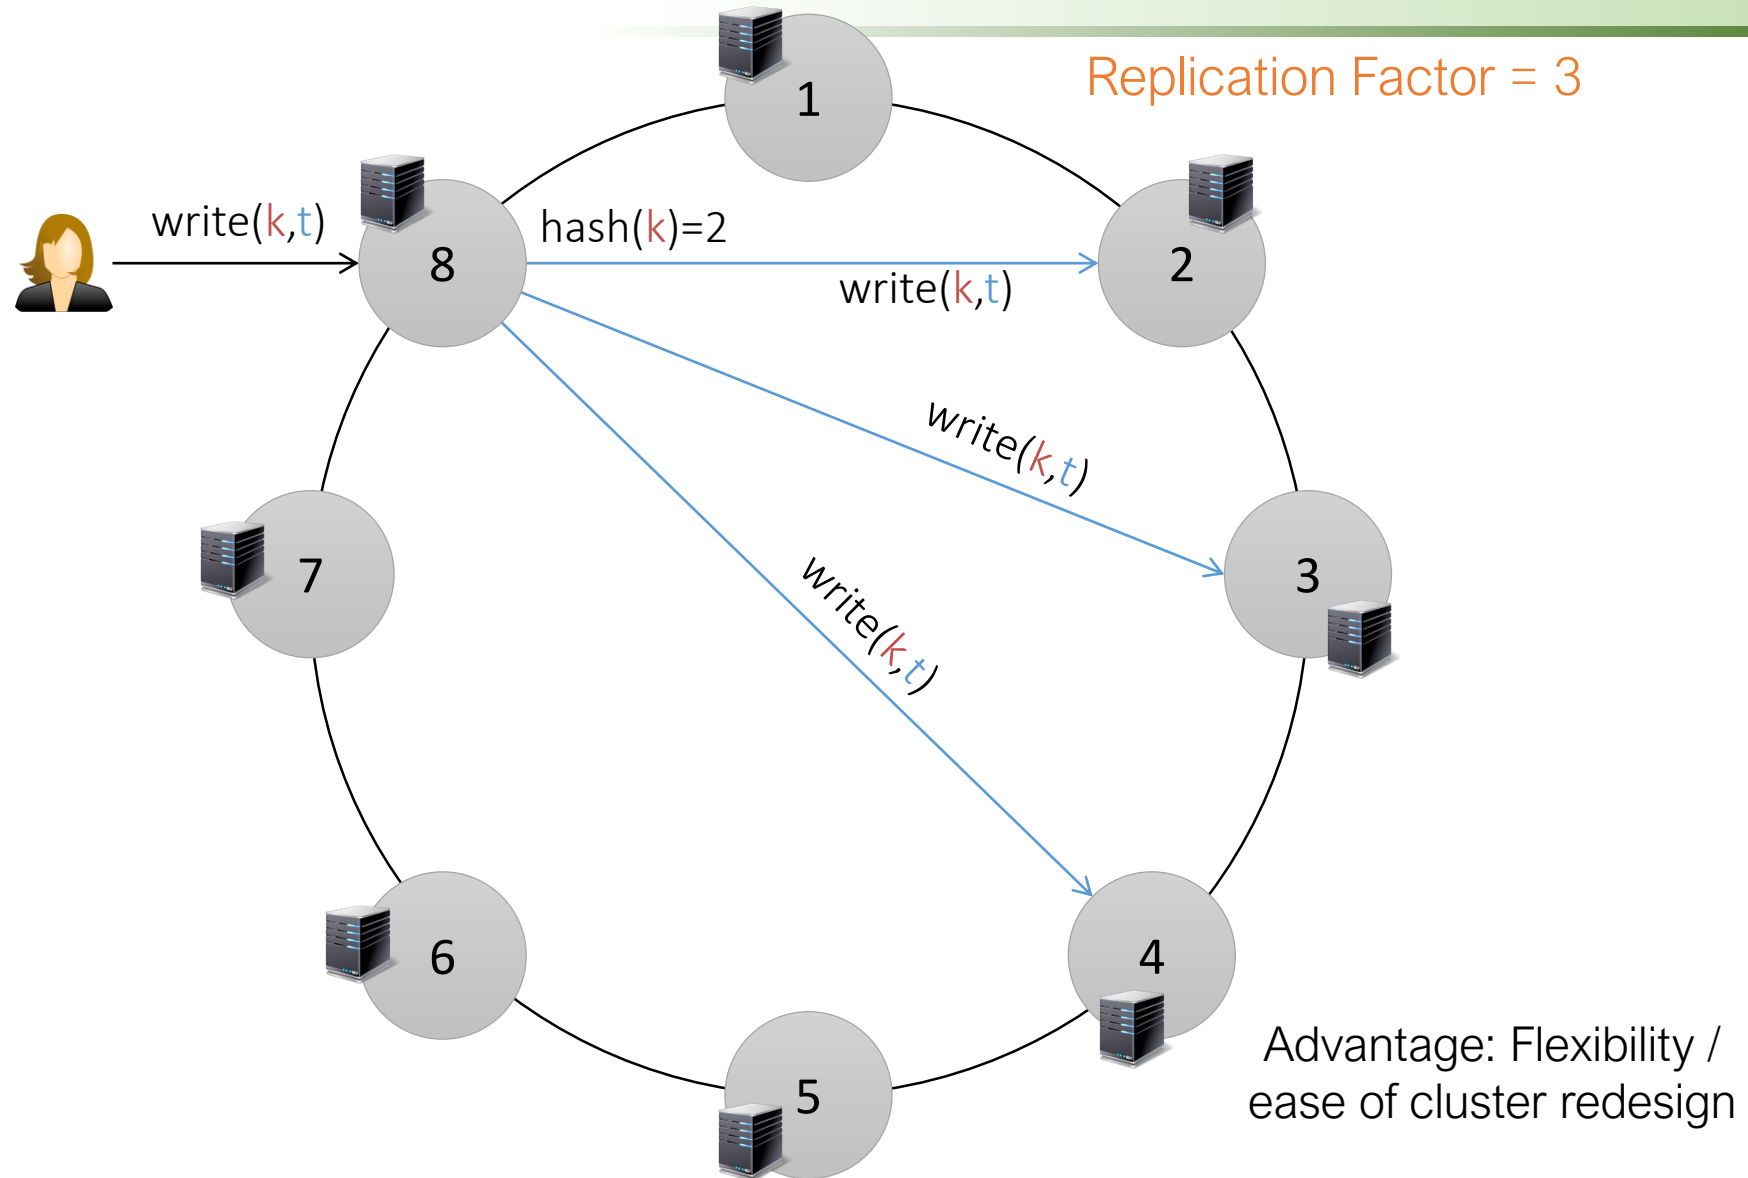 Replication Factor = 3
1
write(k,t)
8
hash(k)=2
write(k,t)
2
write(k,t)
3
7
write(k,t)
6
4
5
Advantage: Flexibility /
ease of cluster redesign